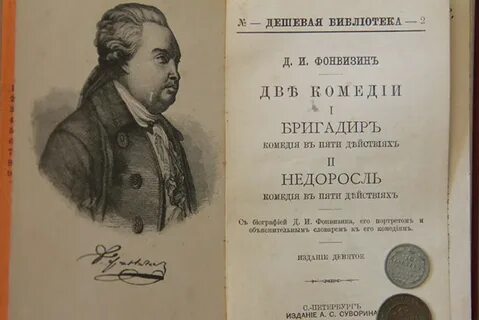 № — ДЕШЕВАЯ БИБЛІОТЕКА — 2
Д. И. ФОНВИЗИНЪ
ДВѢ КОМЕДІИ
I
БРИГАДИРЪ
КОМЕДІЯ ВЪ ПЯТИ ДѢЙСТВІЯХЪ
II
НЕДОРОСЛЬ
КОМЕДІЯ ВЪ ПЯТИ ДѢЙСТВІЯХЪ
Съ біографіей Д. И. Фонвизина, его портретомъ и
объяснительнымъ словаремъ къ его комедіямъ.
ИЗДАНІЕ ДЕВЯТОЕ
С.-ПЕТЕРБУРГЪ
ИЗДАНІЕ А. С. СУВОРИНА